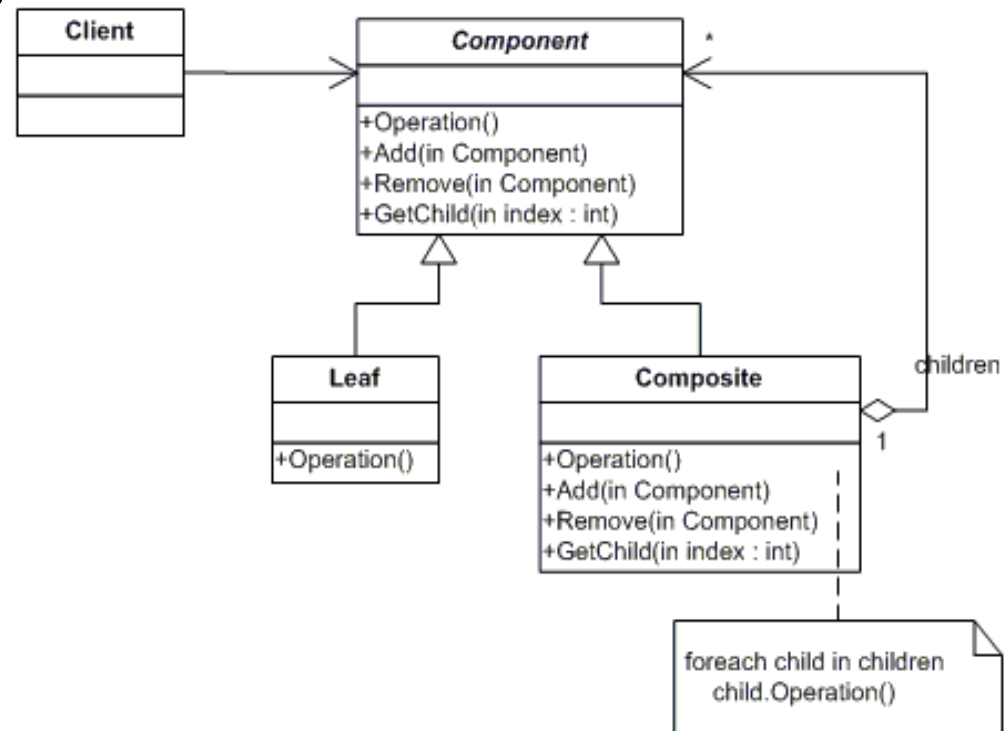 Client
Component
*
+Operation()
+Add(in Component)
+Remove(in Component)
+GetChild(in index : int)
children
Leaf
+Operation()
Composite
1
+Operation()
+Add(in Component)
+Remove(in Component)
+GetChild(in index : int)
foreach child in children
child.Operation()